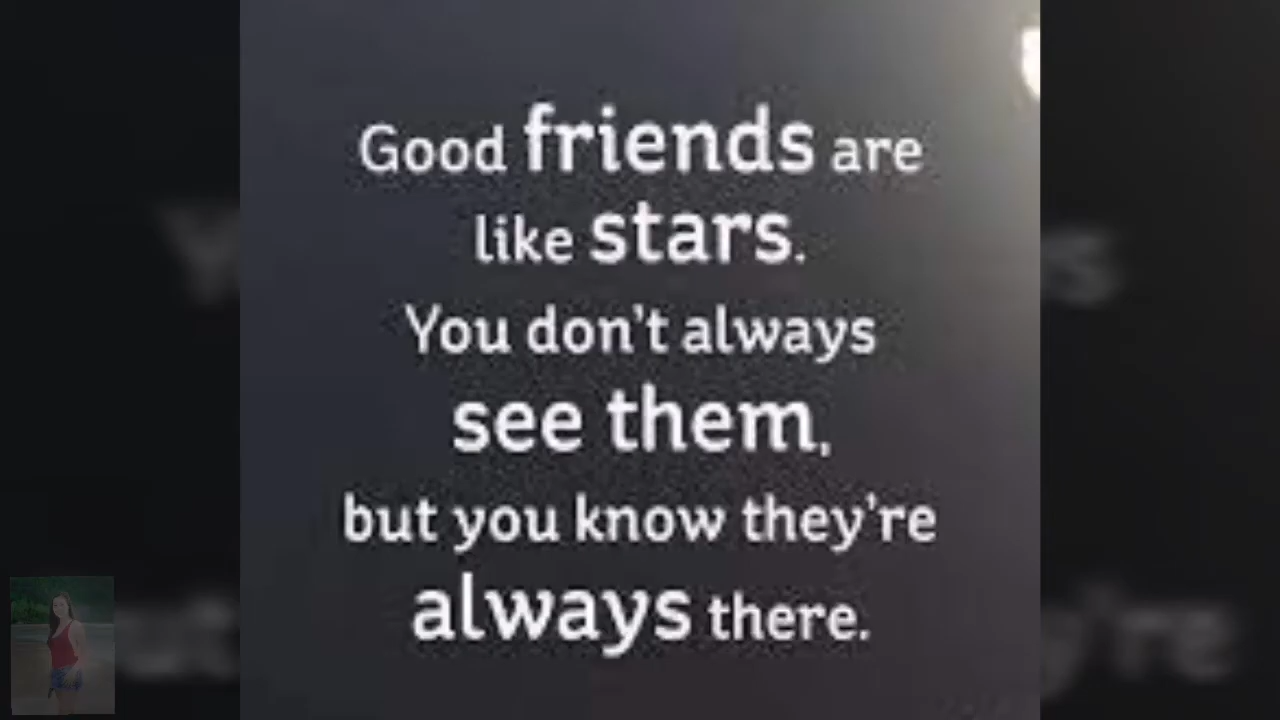 Good friends are
like stars.
You don't always
see them,
but you know they're
always there.